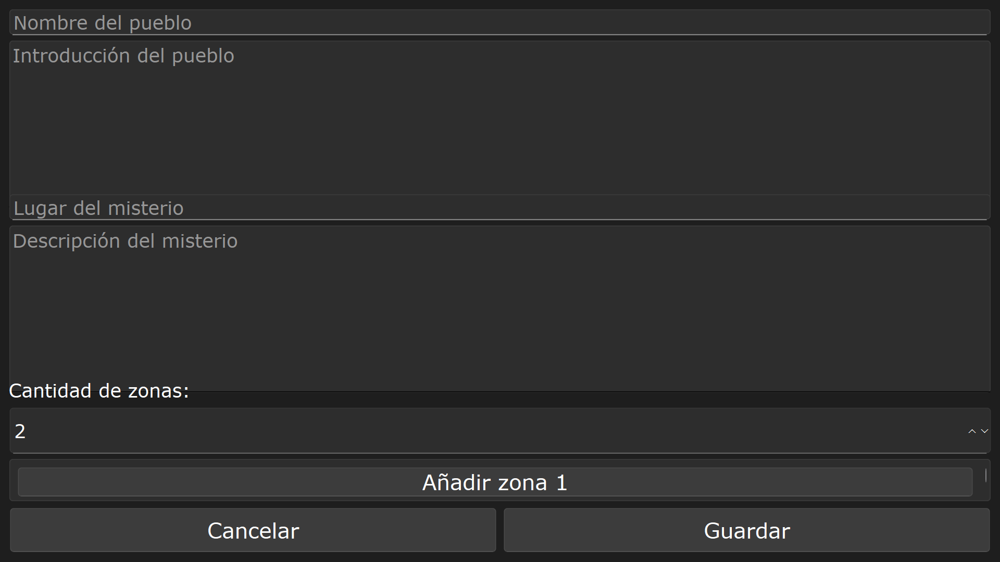 Nombre del pueblo
Introducción del pueblo
Lugar del misterio
Descripción del misterio
Cantidad de zonas:
2
Añadir zona 1
Cancelar
Guardar